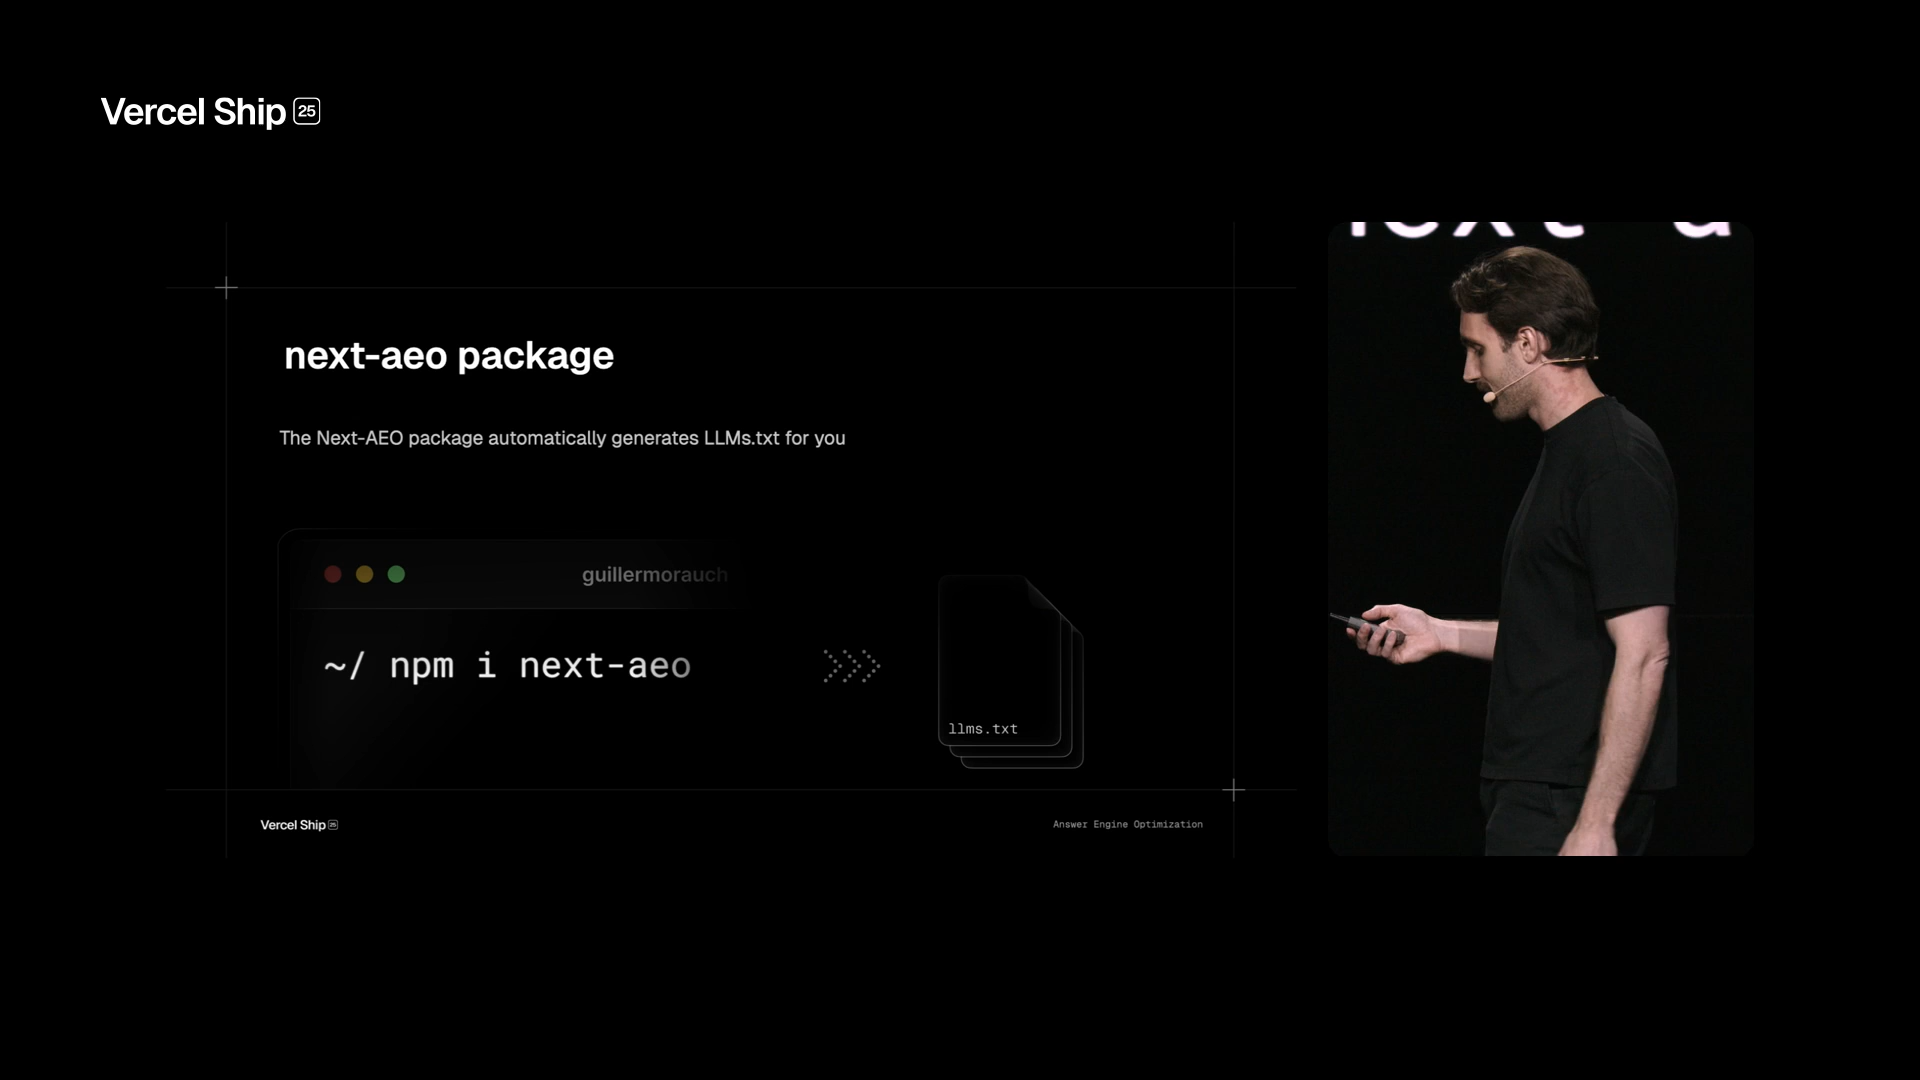 Vercel Ship 25
next-aeo package
The Next-AEO package automatically generates LLMs.txt for you
guillermorauch
~/ npm i next-aeo
llms.txt
Vercel Ship 25
Answer Engine Optimization